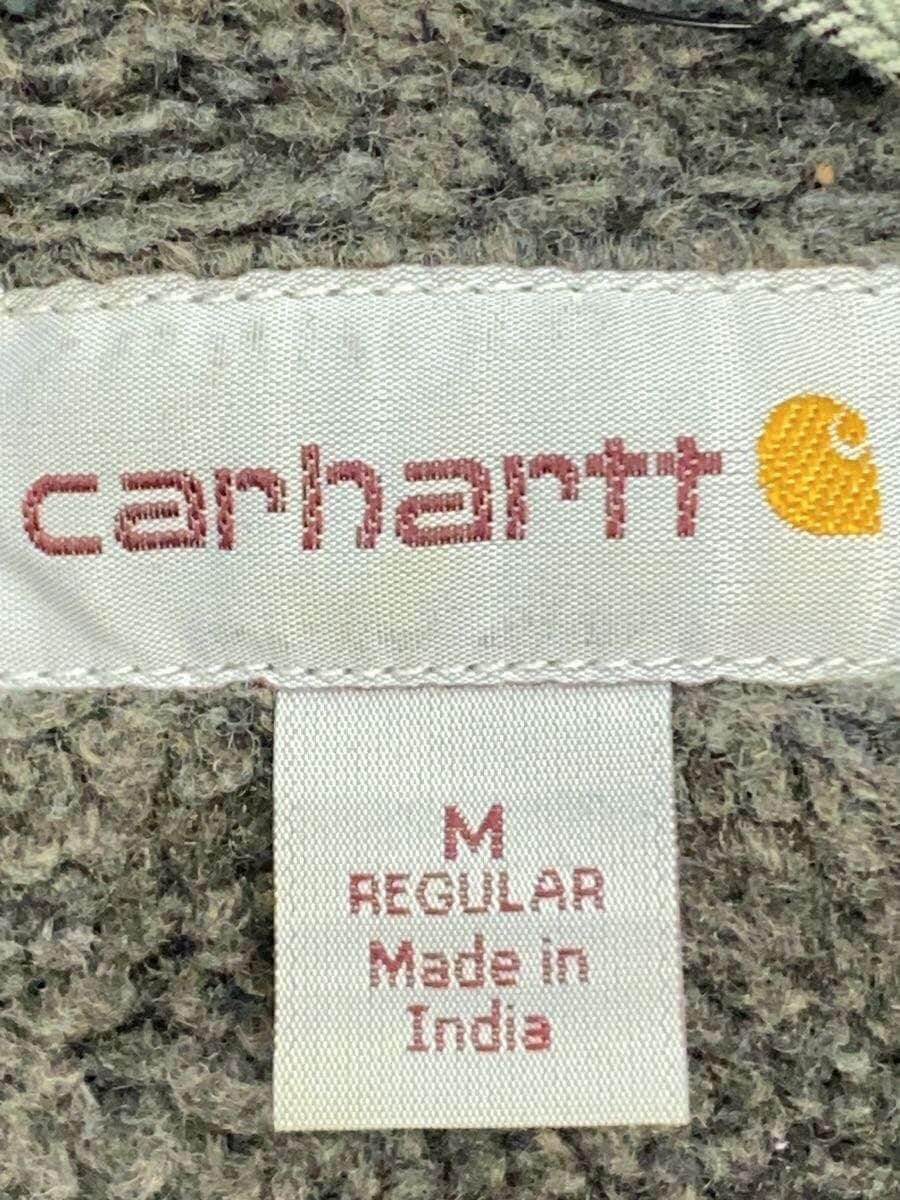 carhartt
M
REGULAR
Made in
India